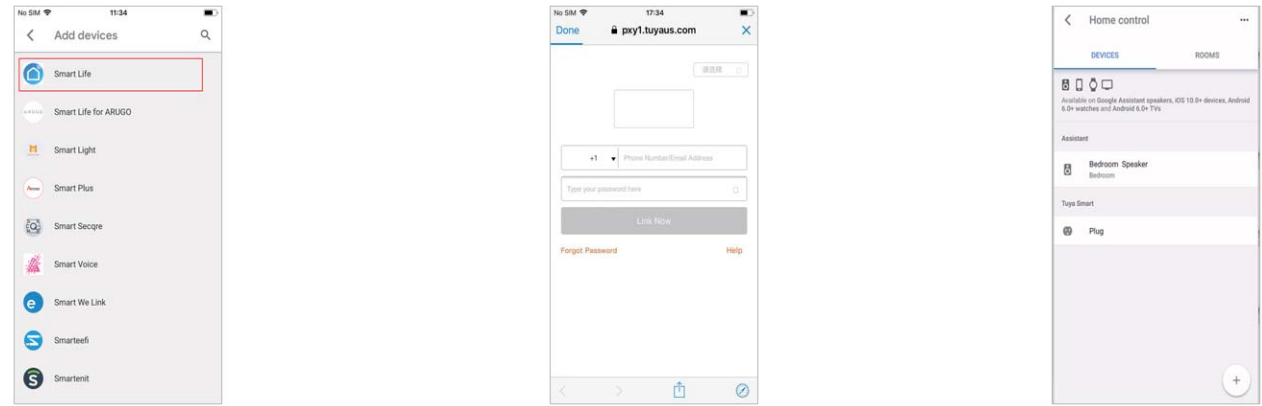 No SIM 11:34
Add devices
Smart Life
ARUGO
Smart Life for ARUGO
Smart Light
Smart Plus
Smart Secqre
Smart Voice
e
Smart We Link
Smarteefi
S
Smartenit
No SIM 17:34
Done pxy1.tuyaus.com
请选择
+1 Phone Number/Email Address
Type your password here
Link Now
Forgot Password Help
Home control
DEVICES ROOMS
Available on Google Assistant speakers, iOS 10.0+ devices, Android
6.0+ watches and Android 6.0+ TVs
Assistant
Bedroom Speaker
Bedroom
Tuya Smart
Plug